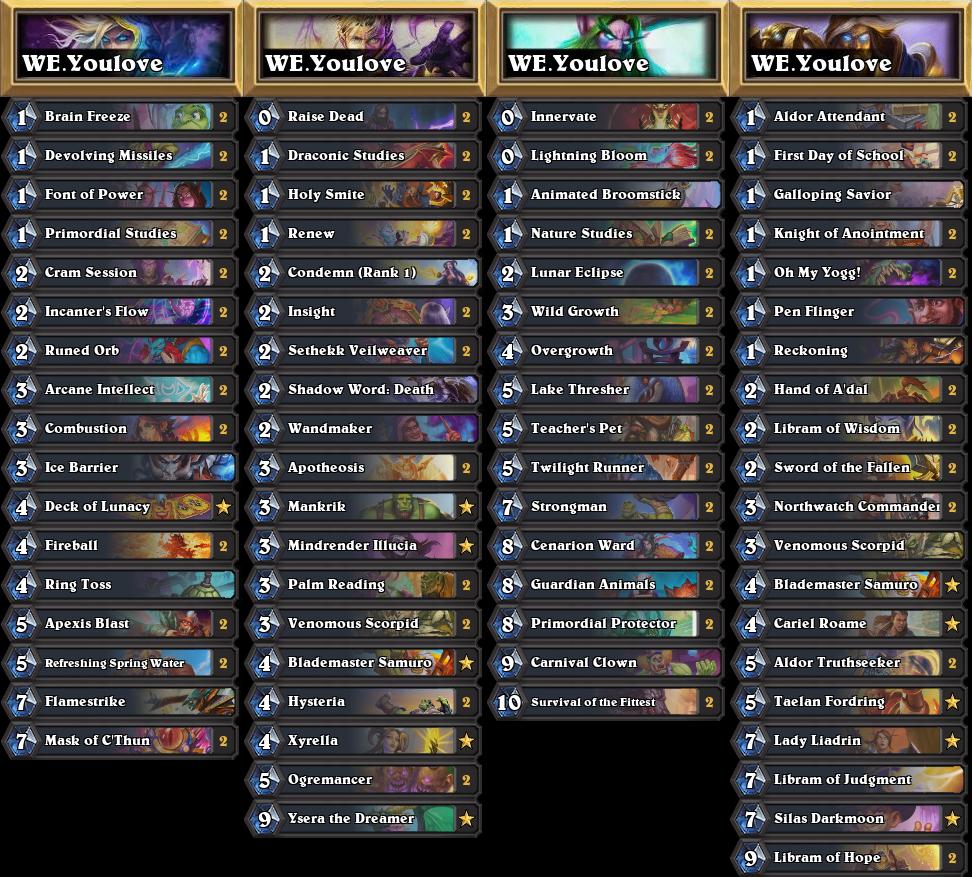 WE.Youlove
1 Brain Freeze 2
1 Devolving Missiles 2
1 Font of Power 2
1 Primordial Studies 2
2 Cram Session 2
2 Incanter's Flow 2
2 Runed Orb 2
3 Arcane Intellect 2
3 Combustion 2
3 Ice Barrier
4 Deck of Lunacy
4 Fireball 2
4 Ring Toss
5 Apexis Blast 2
5 Refreshing Spring Water 2
7 Flamestrike
7 Mask of C'Thun 2
WE.Youlove
0 Raise Dead 2
1 Draconic Studies 2
1 Holy Smite 2
1 Renew 2
2 Condemn (Rank 1)
2 Insight 2
2 Sethekk Veilweaver 2
2 Shadow Word: Death
2 Wandmaker 2
3 Apotheosis 2
3 Mankrik
3 Mindrender Illucia
3 Palm Reading 2
3 Venomous Scorpid 2
4 Blademaster Samuro
4 Hysteria 2
4 Xyrella
5 Ogremancer 2
9 Ysera the Dreamer
WE.Youlove
0 Innervate 2
0 Lightning Bloom 2
1 Animated Broomstick
1 Nature Studies 2
2 Lunar Eclipse 2
3 Wild Growth 2
4 Overgrowth 2
5 Lake Thresher 2
5 Teacher's Pet 2
5 Twilight Runner 2
7 Strongman 2
8 Cenarion Ward 2
8 Guardian Animals 2
8 Primordial Protector 2
9 Carnival Clown
10 Survival of the Fittest 2
WE.Youlove
1 Aldor Attendant 2
1 First Day of School 2
1 Galloping Savior
1 Knight of Anointment 2
1 Oh My Yogg! 2
1 Pen Flinger
1 Reckoning
2 Hand of A'dal 2
2 Libram of Wisdom 2
2 Sword of the Fallen 2
3 Northwatch Commander
3 Venomous Scorpid
4 Blademaster Samuro
4 Cariel Roame
5 Aldor Truthseeker 2
5 Taelan Fordring
7 Lady Liadrin
7 Libram of Judgment
7 Silas Darkmoon
9 Libram of Hope 2